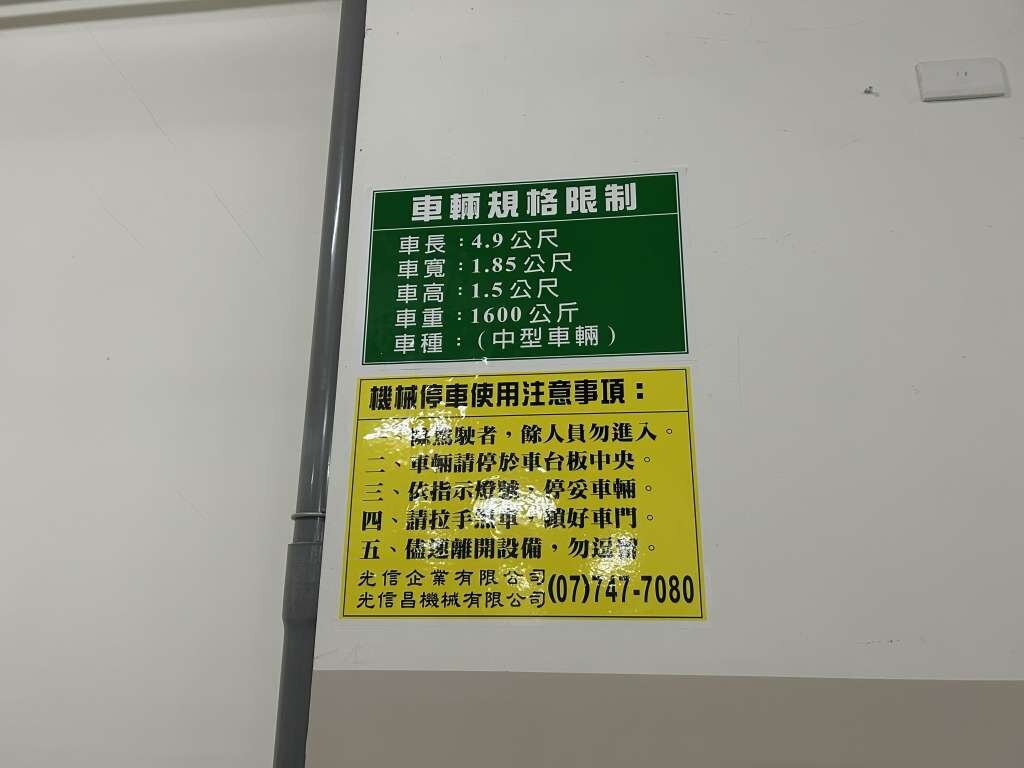 車輛規格限制
車長：4.9公尺
車寬：1.85公尺
車高：1.5公尺
車重：1600公斤
車種：(中型車輛)
機械停車使用注意事項：
一、除駕駛者，餘人員勿進入。
二、車輛請停於車台板中央。
三、依指示燈號、停妥車輛。
四、請拉手煞車，鎖好車門。
五、儘速離開設備，勿逗留。
光信企業有限公司
光信昌機械有限公司(07)747-7080